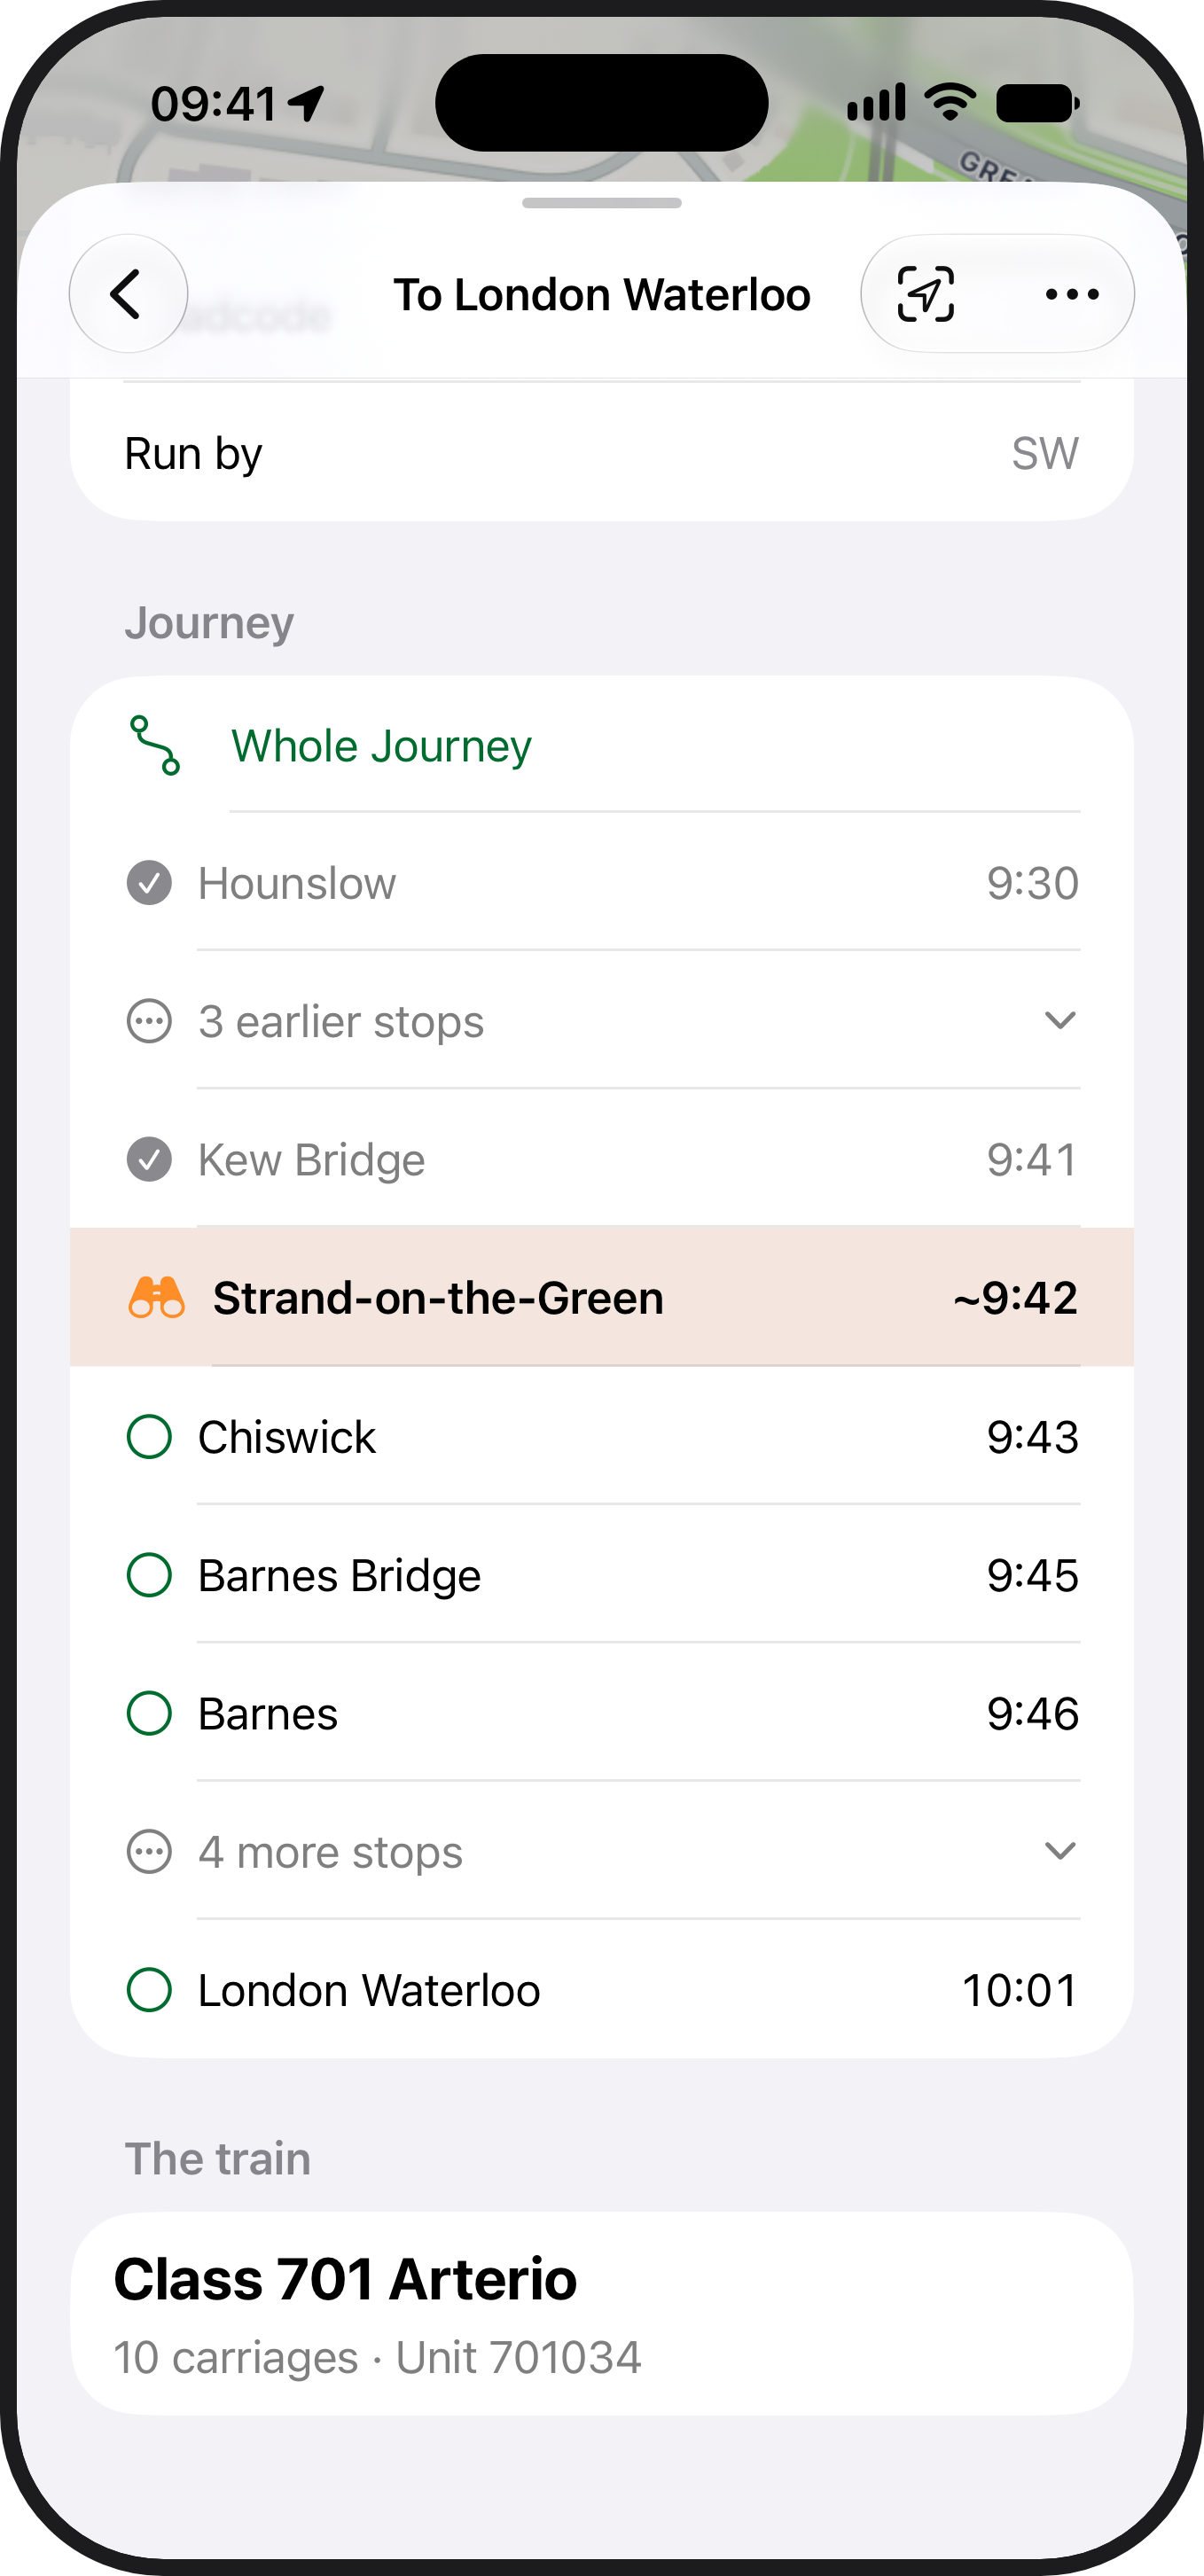 09:41
To London Waterloo
Run by SW
Journey
Whole Journey
Hounslow 9:30
3 earlier stops
Kew Bridge 9:41
Strand-on-the-Green ~9:42
Chiswick 9:43
Barnes Bridge 9:45
Barnes 9:46
4 more stops
London Waterloo 10:01
The train
Class 701 Arterio
10 carriages · Unit 701034